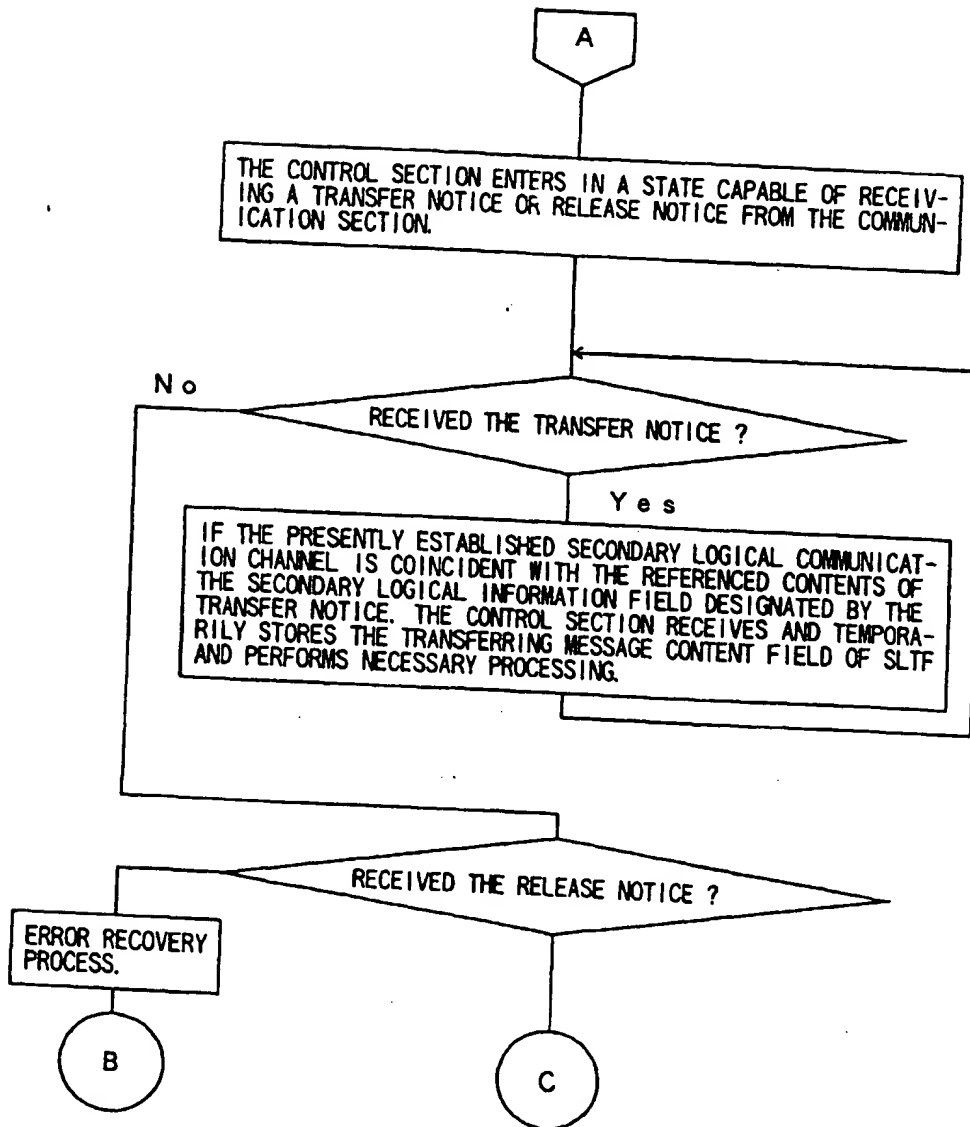 A
THE CONTROL SECTION ENTERS IN A STATE CAPABLE OF RECEIV-
ING A TRANSFER NOTICE OR RELEASE NOTICE FROM THE COMMUN-
ICATION SECTION.
No
RECEIVED THE TRANSFER NOTICE ?
Yes
IF THE PRESENTLY ESTABLISHED SECONDARY LOGICAL COMMUNICAT-
ION CHANNEL IS COINCIDENT WITH THE REFERENCED CONTENTS OF
THE SECONDARY LOGICAL INFORMATION FIELD DESIGNATED BY THE
TRANSFER NOTICE. THE CONTROL SECTION RECEIVES AND TEMPORA-
RILY STORES THE TRANSFERRING MESSAGE CONTENT FIELD OF SLTF
AND PERFORMS NECESSARY PROCESSING.
RECEIVED THE RELEASE NOTICE ?
ERROR RECOVERY
PROCESS.
B
C